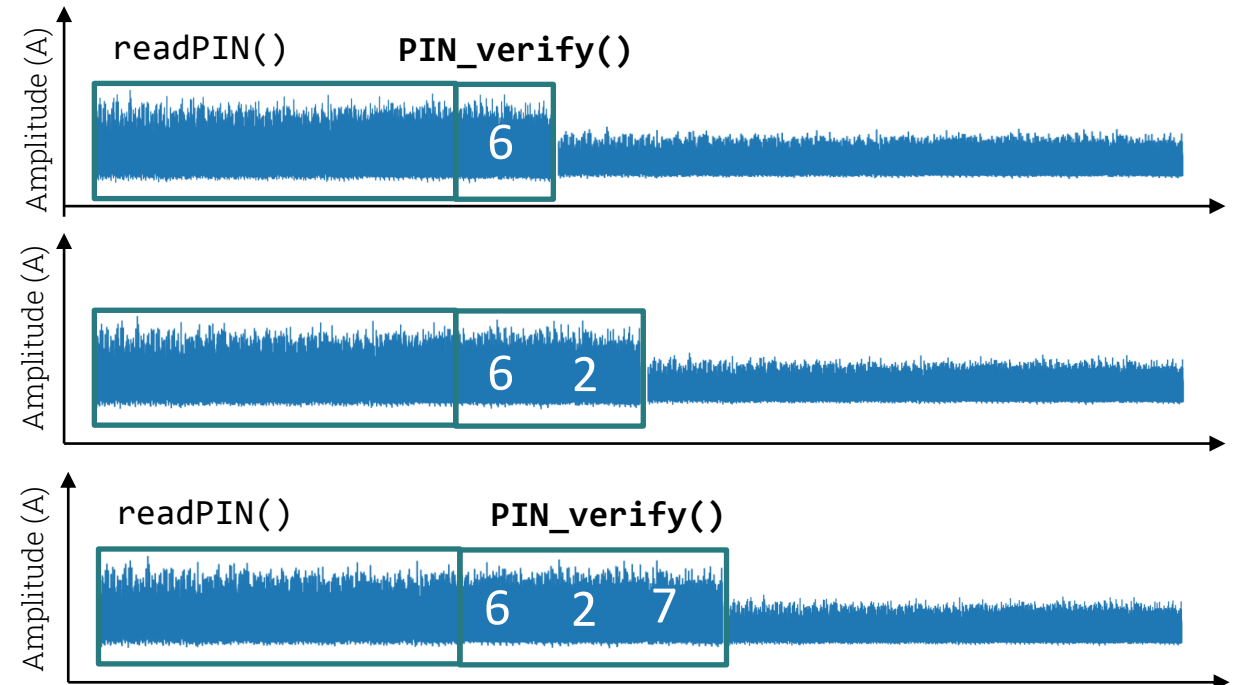 Amplitude (A)
readPIN() PIN_verify()
6
Amplitude (A)
6 2
Amplitude (A)
readPIN() PIN_verify()
6 2 7